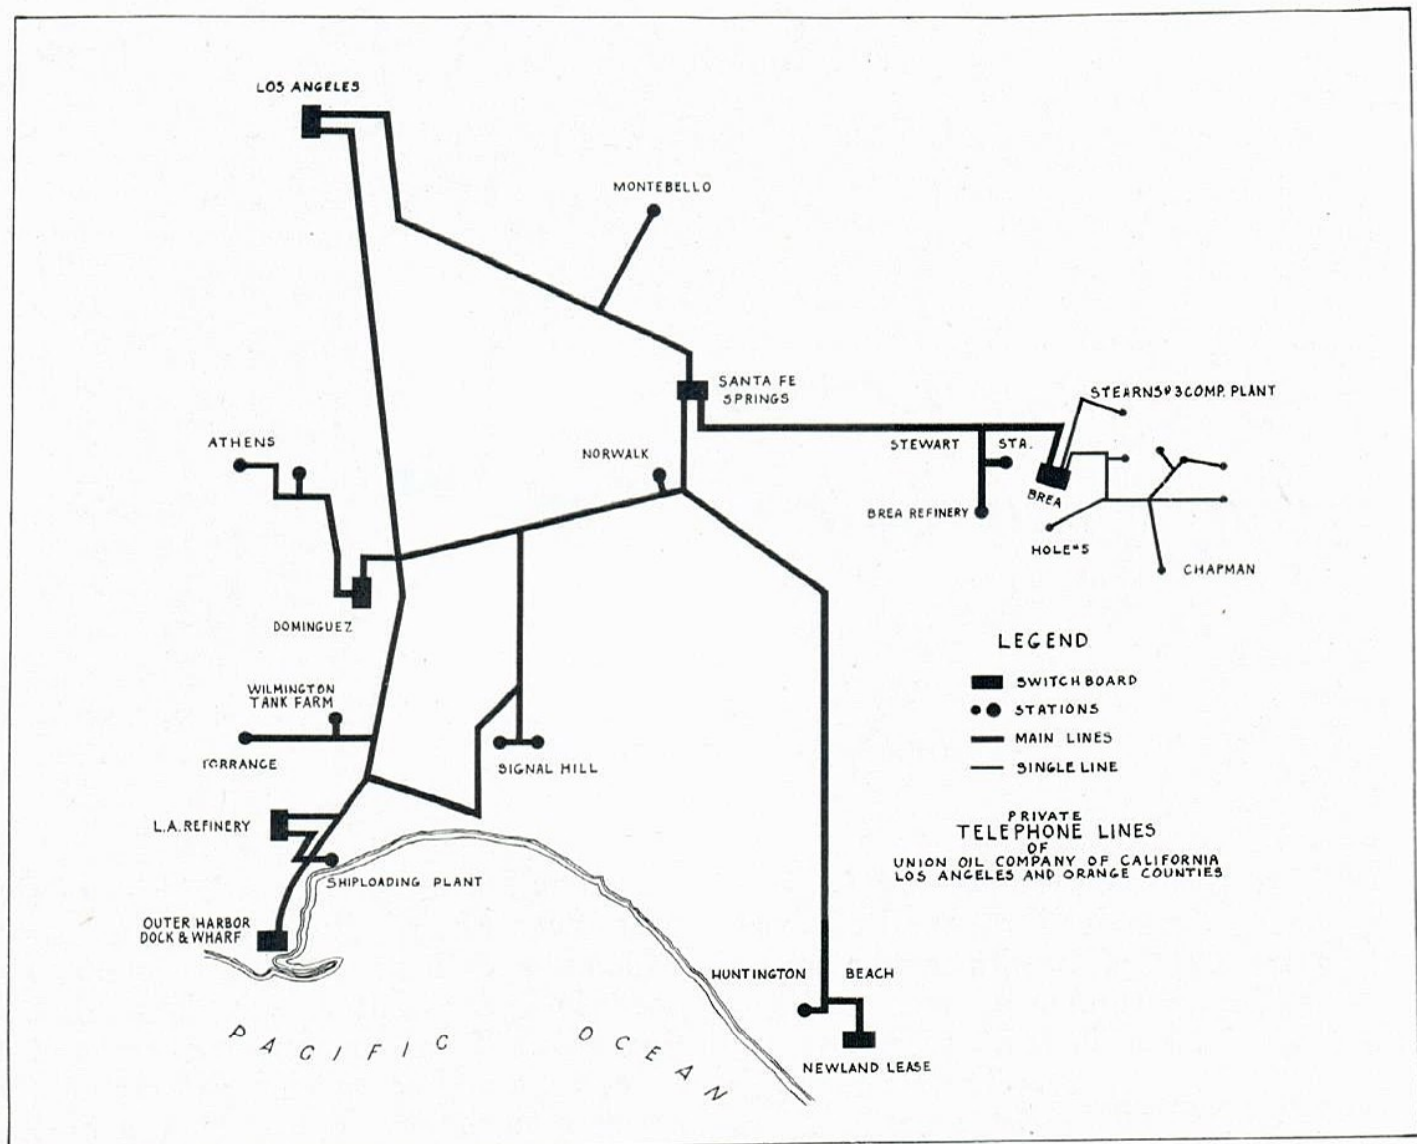 LOS ANGELES
MONTEBELLO
SANTA FE
SPRINGS
STEARNS#3 COMP. PLANT
ATHENS
NORWALK
STEWART STA.
BREA
BREA REFINERY
HOLE#5
CHAPMAN
DOMINGUEZ
LEGEND
SWITCHBOARD
STATIONS
MAIN LINES
SINGLE LINE
WILMINGTON
TANK FARM
TORRANCE
SIGNAL HILL
L.A. REFINERY
PRIVATE
TELEPHONE LINES
OF
UNION OIL COMPANY OF CALIFORNIA
LOS ANGELES AND ORANGE COUNTIES
SHIPLOADING PLANT
OUTER HARBOR
DOCK & WHARF
HUNTINGTON BEACH
NEWLAND LEASE
PACIFIC OCEAN